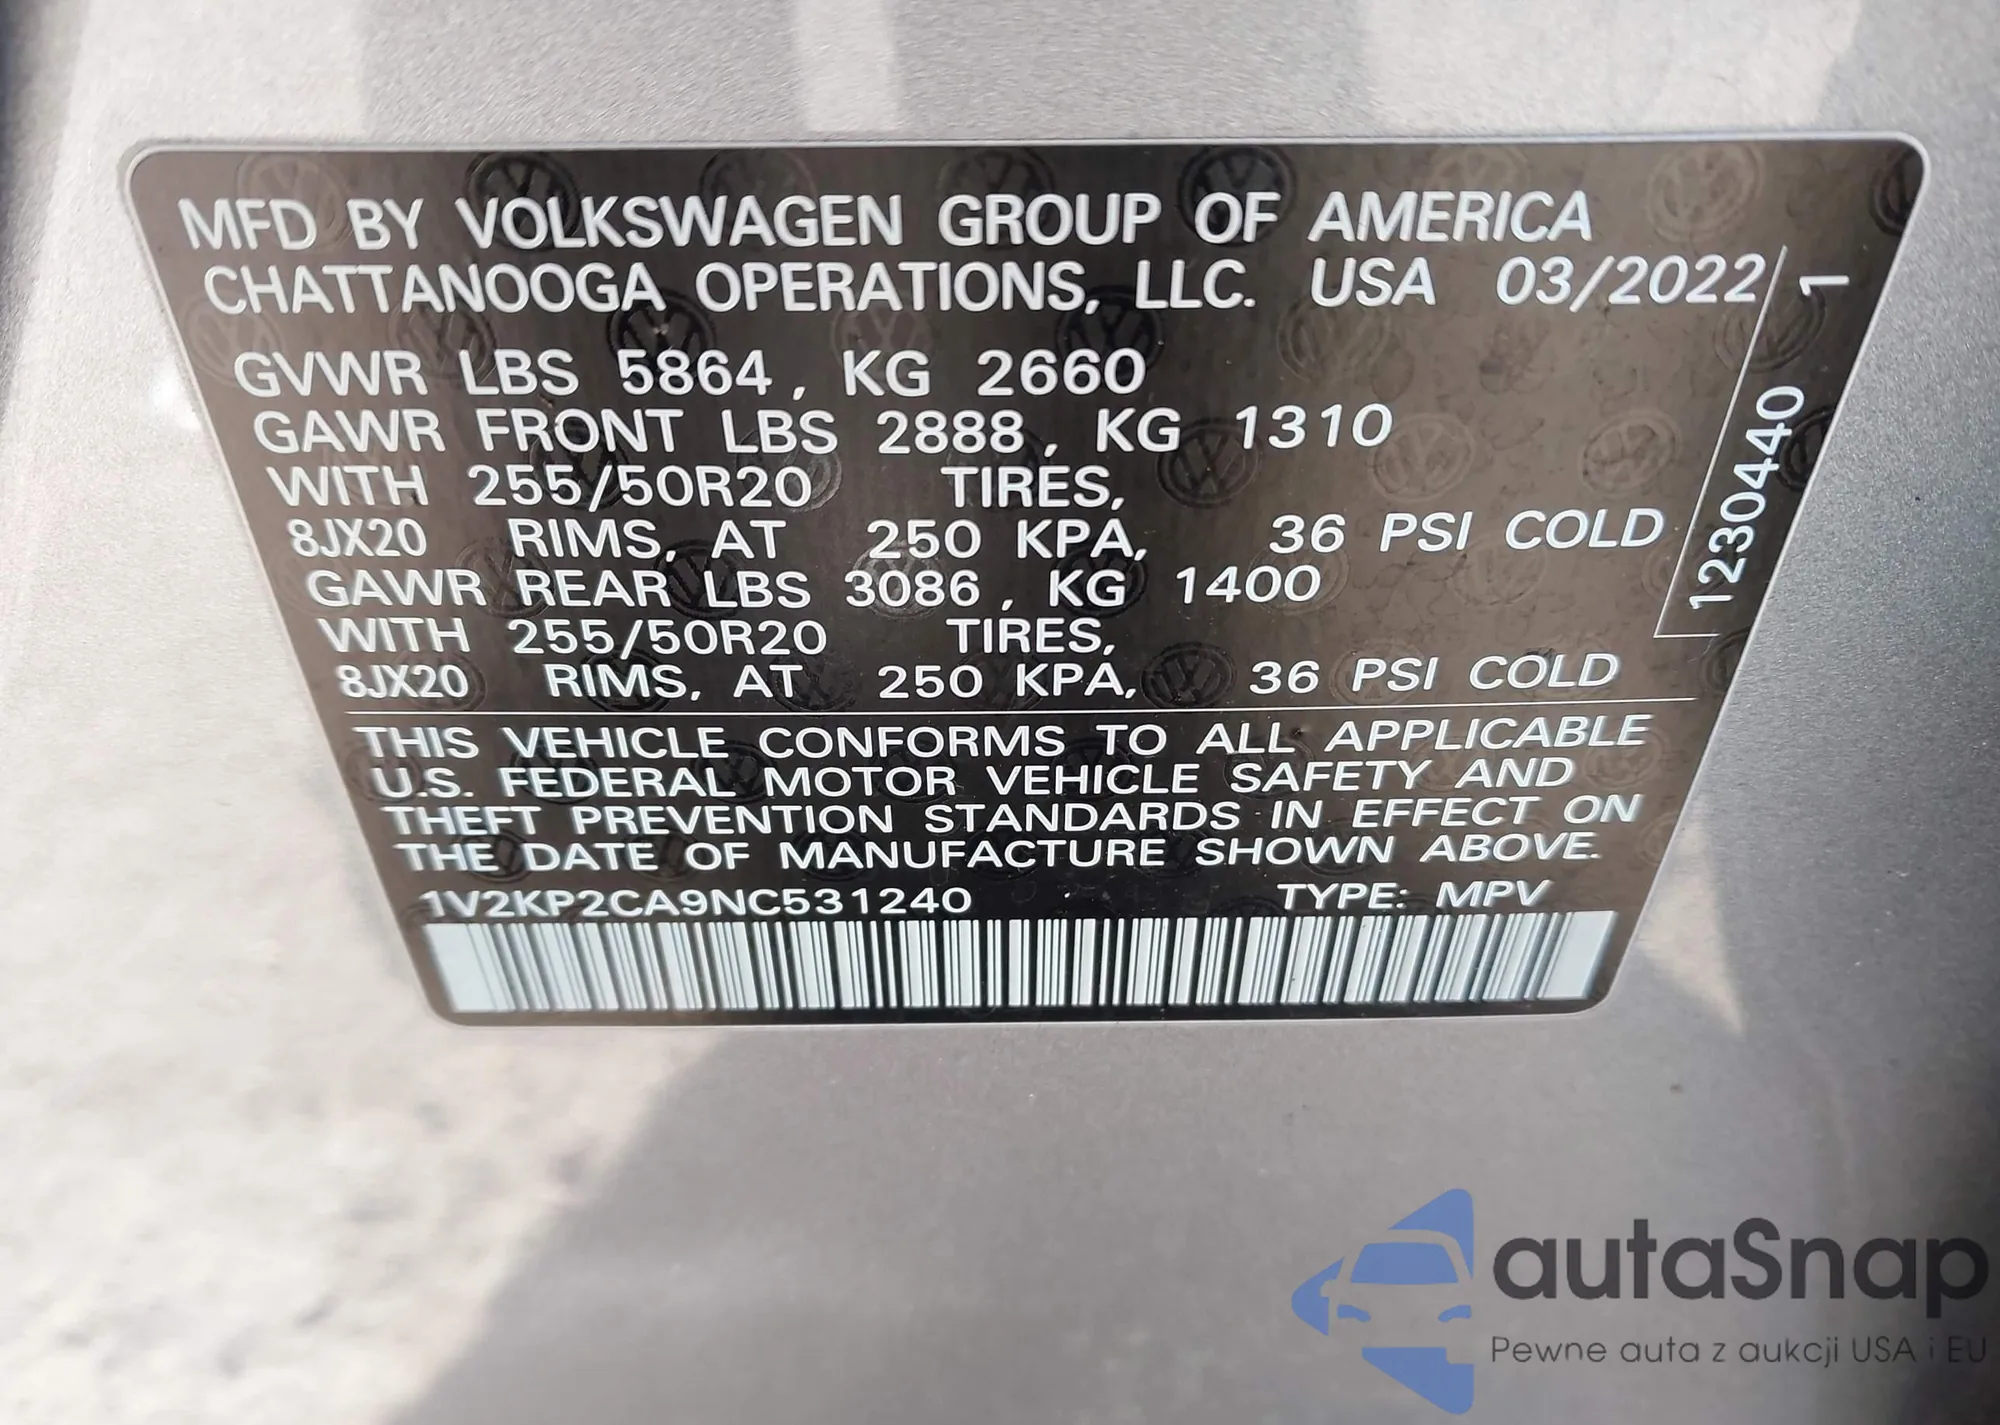 MFD BY VOLKSWAGEN GROUP OF AMERICA
CHATTANOOGA OPERATIONS, LLC. USA 03/2022
GVWR LBS 5864, KG 2660
GAWR FRONT LBS 2888, KG 1310
WITH 255/50R20 TIRES,
8JX20 RIMS, AT 250 KPA, 36 PSI COLD
GAWR REAR LBS 3086, KG 1400
WITH 255/50R20 TIRES,
8JX20 RIMS, AT 250 KPA, 36 PSI COLD
1230440 1
THIS VEHICLE CONFORMS TO ALL APPLICABLE
U.S. FEDERAL MOTOR VEHICLE SAFETY AND
THEFT PREVENTION STANDARDS IN EFFECT ON
THE DATE OF MANUFACTURE SHOWN ABOVE.
1V2KP2CA9NC531240 TYPE: MPV
autaSnap
Pewne auta z aukcji USA i EU